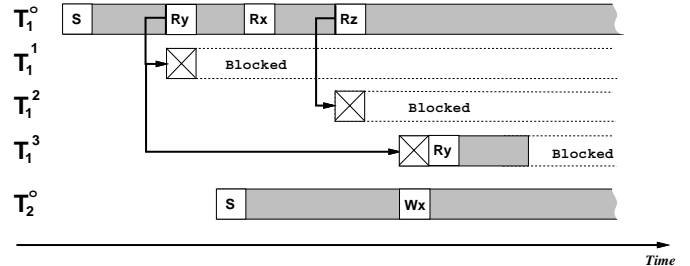 T₁° S Ry Rx Rz
T₁¹ Blocked
T₁² Blocked
T₁³ Ry Blocked
T₂° S Wx
Time